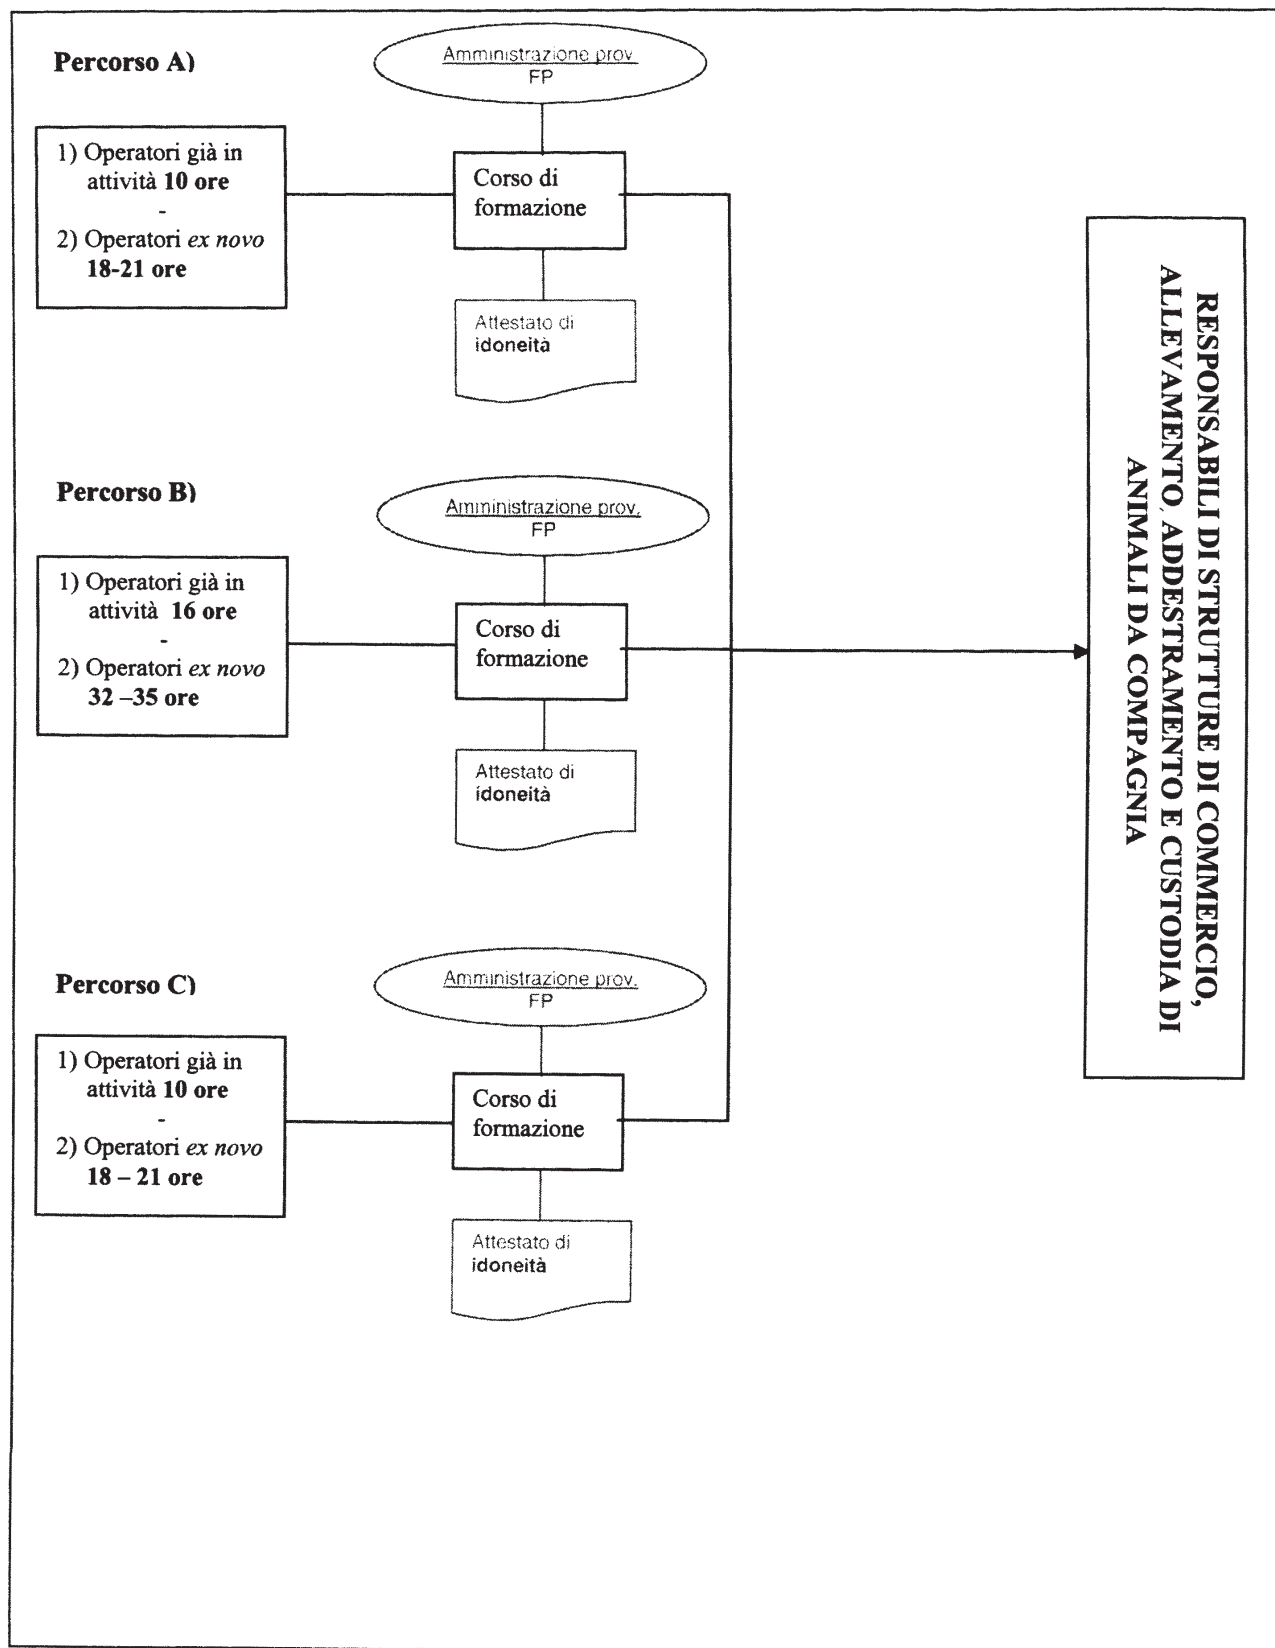 Percorso A)
Amministrazione prov.
FP
1) Operatori già in
attività 10 ore
-
2) Operatori ex novo
18-21 ore
Corso di
formazione
Attestato di
idoneità
Percorso B)
Amministrazione prov.
FP
1) Operatori già in
attività 16 ore
-
2) Operatori ex novo
32 –35 ore
Corso di
formazione
Attestato di
idoneità
Percorso C)
Amministrazione prov.
FP
1) Operatori già in
attività 10 ore
-
2) Operatori ex novo
18 – 21 ore
Corso di
formazione
Attestato di
idoneità
RESPONSABILI DI STRUTTURE DI COMMERCIO,
ALLEVAMENTO, ADDESTRAMENTO E CUSTODIA DI
ANIMALI DA COMPAGNIA